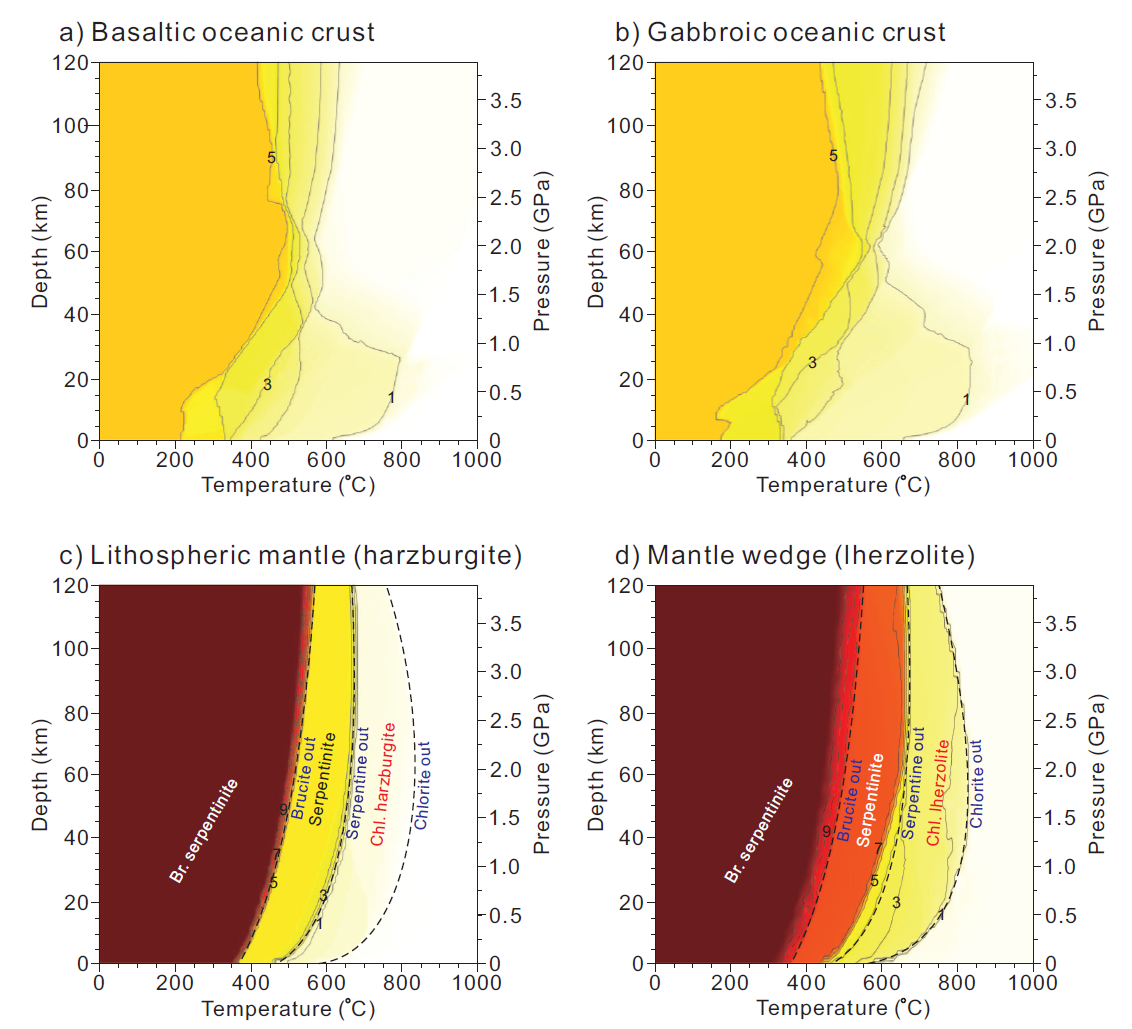 a) Basaltic oceanic crust
120
100
80
60
40
20
0
Depth (km)
5
3
1
3.5
3.0
2.5
2.0
1.5
1.0
0.5
0
Pressure (GPa)
0 200 400 600 800 1000
Temperature (°C)
b) Gabbroic oceanic crust
120
100
80
60
40
20
0
Depth (km)
5
3
1
3.5
3.0
2.5
2.0
1.5
1.0
0.5
0
Pressure (GPa)
0 200 400 600 800 1000
Temperature (°C)
c) Lithospheric mantle (harzburgite)
120
100
80
60
40
20
0
Depth (km)
Br. serpentinite
9
7
5
Brucite out
Serpentinite
3
1
Serpentine out
Chl. harzburgite
Chlorite out
3.5
3.0
2.5
2.0
1.5
1.0
0.5
0
Pressure (GPa)
0 200 400 600 800 1000
Temperature (°C)
d) Mantle wedge (lherzolite)
120
100
80
60
40
20
0
Depth (km)
Br. serpentinite
9
Brucite out
Serpentinite
7
5
3
Serpentine out
Chl. lherzolite
1
Chlorite out
3.5
3.0
2.5
2.0
1.5
1.0
0.5
0
Pressure (GPa)
0 200 400 600 800 1000
Temperature (°C)